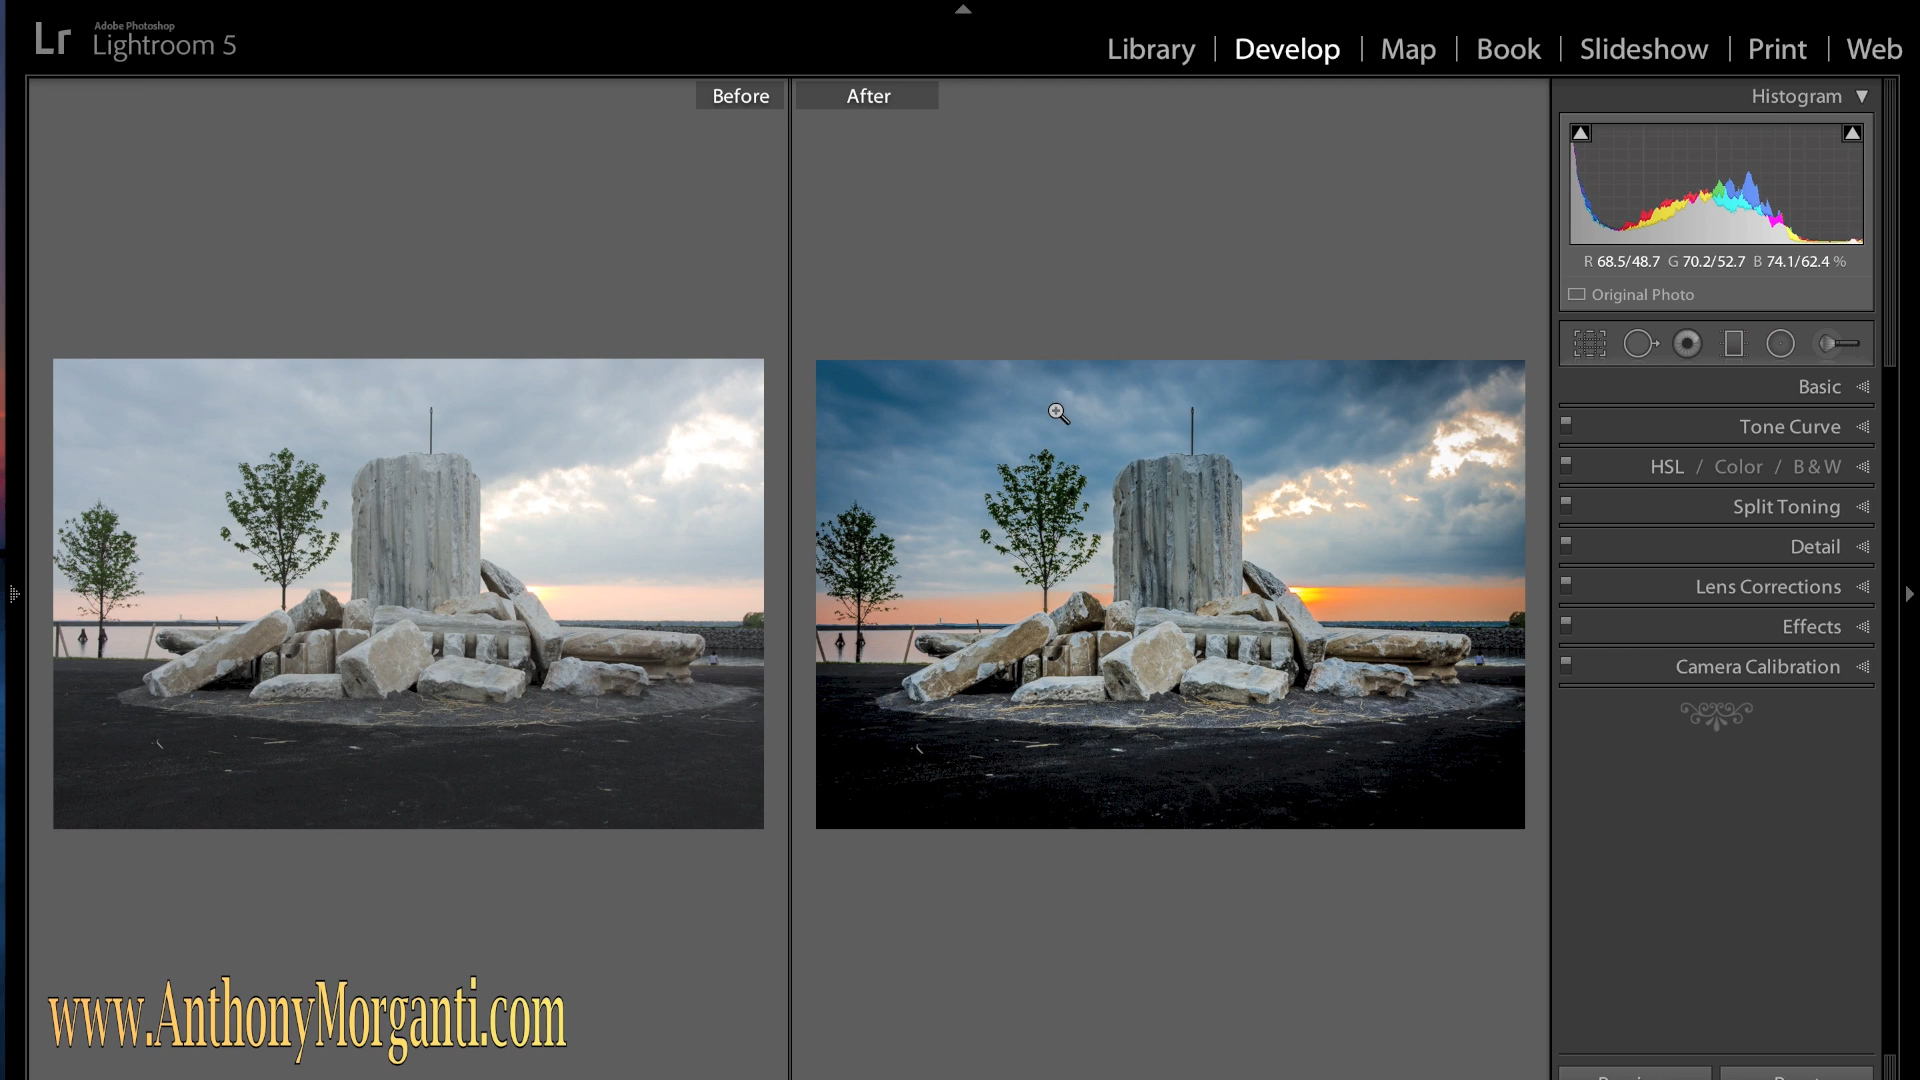 Lr Adobe Photoshop
Lightroom 5
Library | Develop | Map | Book | Slideshow | Print | Web
Before
After
Histogram
R 68.5/48.7 G 70.2/52.7 B 74.1/62.4 %
Original Photo
Basic
Tone Curve
HSL / Color / B & W
Split Toning
Detail
Lens Corrections
Effects
Camera Calibration
www.AnthonyMorganti.com